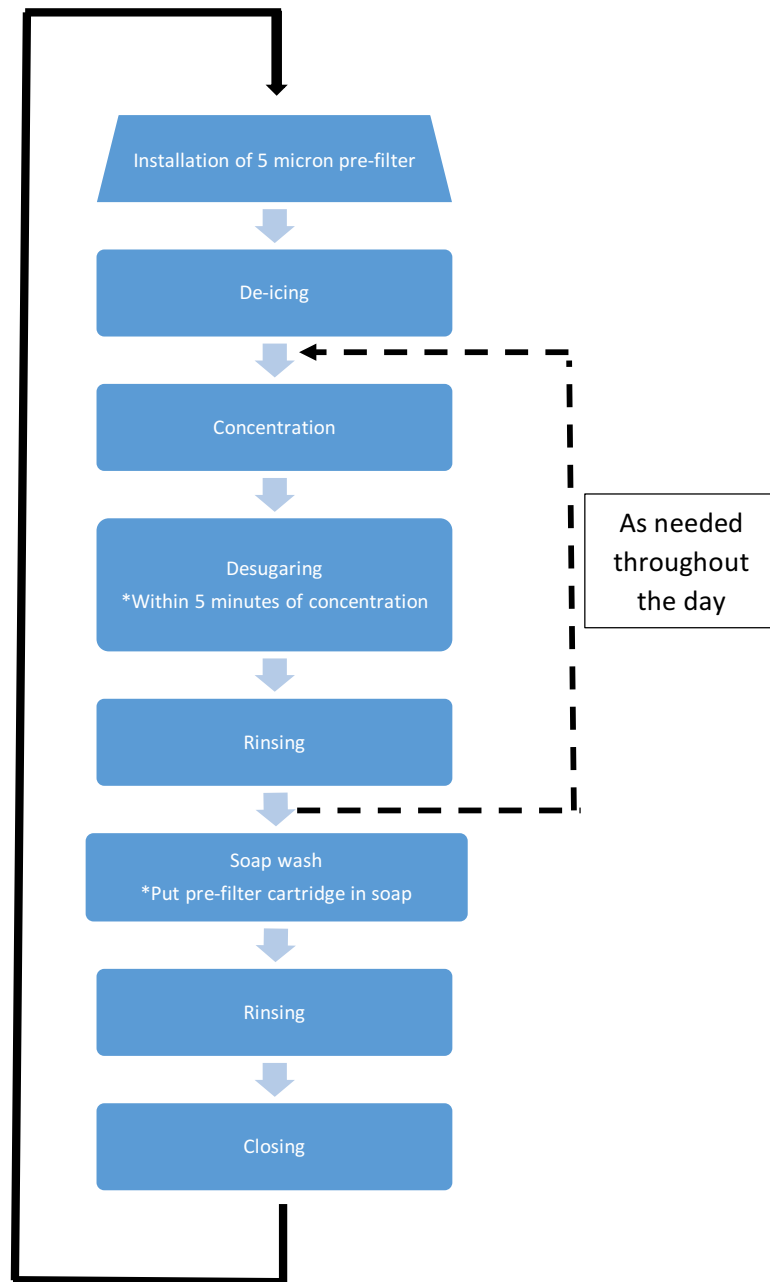 Installation of 5 micron pre-filter
De-icing
Concentration
Desugaring
*Within 5 minutes of concentration
As needed
throughout
the day
Rinsing
Soap wash
*Put pre-filter cartridge in soap
Rinsing
Closing